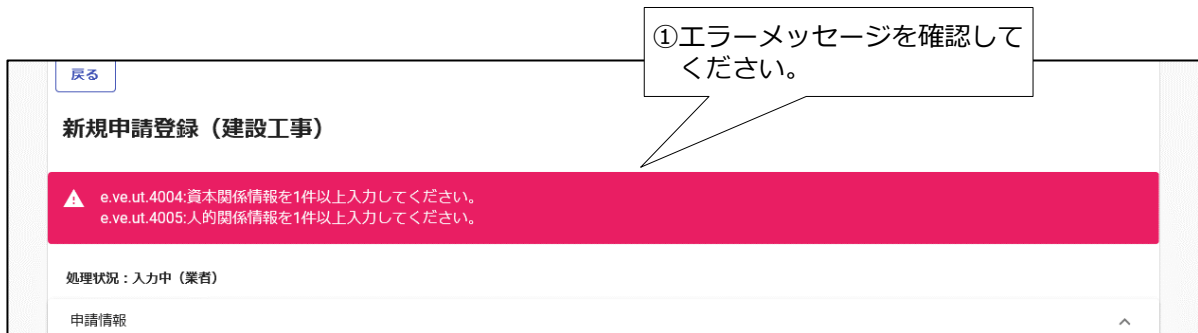 ①エラーメッセージを確認して
ください。
戻る
新規申請登録（建設工事）
e.ve.ut.4004:資本関係情報を1件以上入力してください。
e.ve.ut.4005:人的関係情報を1件以上入力してください。
処理状況：入力中（業者）
申請情報